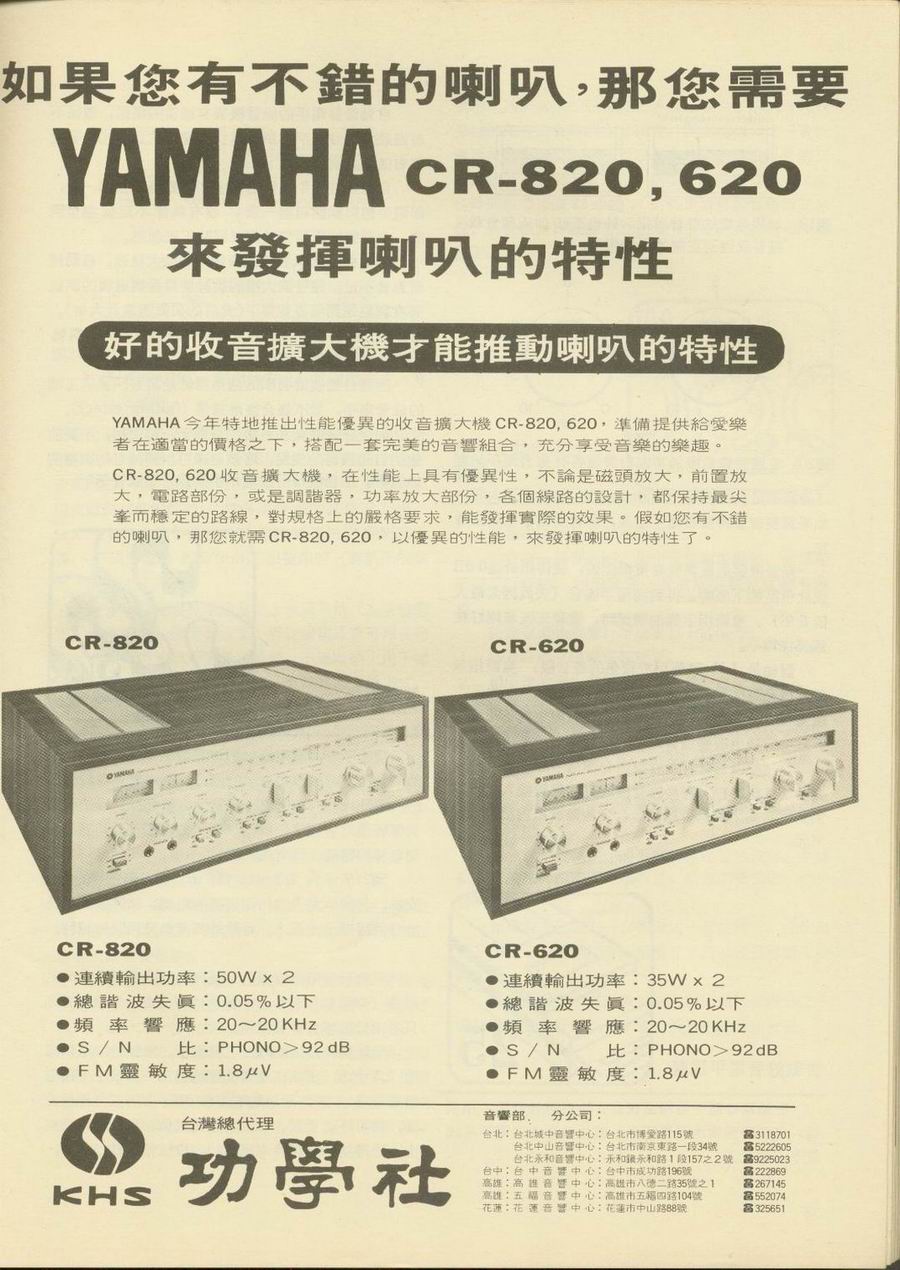 如果您有不錯的喇叭，那您需要
YAMAHA CR-820, 620
來發揮喇叭的特性
好的收音擴大機才能推動喇叭的特性
YAMAHA 今年特地推出性能優異的收音擴大機 CR-820, 620，準備提供給愛樂
者在適當的價格之下，搭配一套完美的音響組合，充分享受音樂的樂趣。
CR-820, 620 收音擴大機，在性能上具有優異性，不論是磁頭放大，前置放
大，電路部份，或是調諧器，功率放大部份，各個線路的設計，都保持最尖
峯而穩定的路線，對規格上的嚴格要求，能發揮實際的效果。假如您有不錯
的喇叭，那您就需 CR-820, 620，以優異的性能，來發揮喇叭的特性了。
CR-820
CR-620
YAMAHA
YAMAHA
CR-820
●連續輸出功率：50W x 2
●總諧波失眞：0.05%以下
●頻率響應：20～20 KHz
●S / N 比：PHONO＞92 dB
●FM靈敏度：1.8μV
CR-620
●連續輸出功率：35W x 2
●總諧波失眞：0.05%以下
●頻率響應：20～20 KHz
●S / N 比：PHONO＞92 dB
●FM靈敏度：1.8μV
KHS
台灣總代理
功學社
音響部、分公司：
台北：台北城中音響中心：台北市博愛路115號 ☎3118701
台北中山音響中心：台北市南京東路一段34號 ☎5222605
台北永和音響中心：永和鎭永和路1段157之2號 ☎9225023
台中：台中音響中心：台中市成功路196號 ☎222869
高雄：高雄音響中心：高雄市八德二路35號之1 ☎267145
高雄：五福音響中心：高雄市五福四路104號 ☎552074
花蓮：花蓮音響中心：花蓮市中山路88號 ☎325651